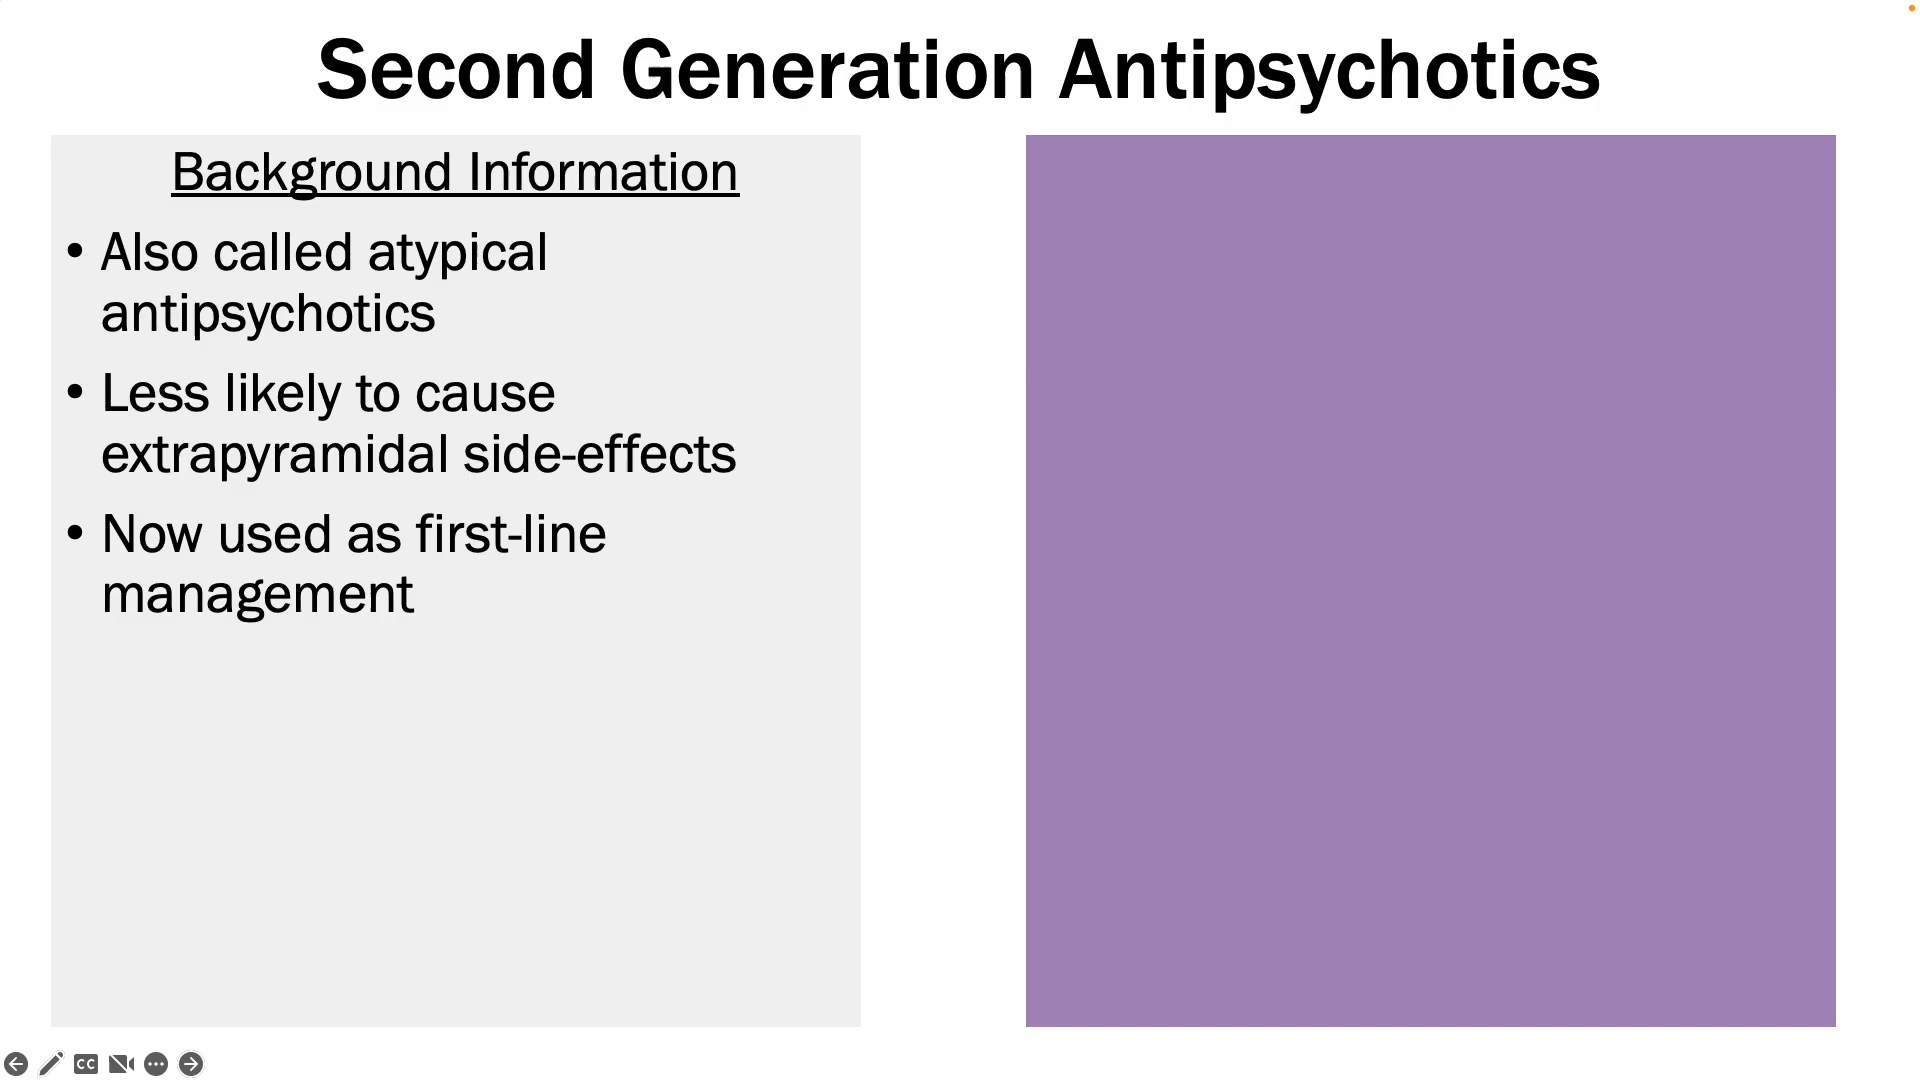 Second Generation Antipsychotics
Background Information
• Also called atypical
antipsychotics
• Less likely to cause
extrapyramidal side-effects
• Now used as first-line
management
CC